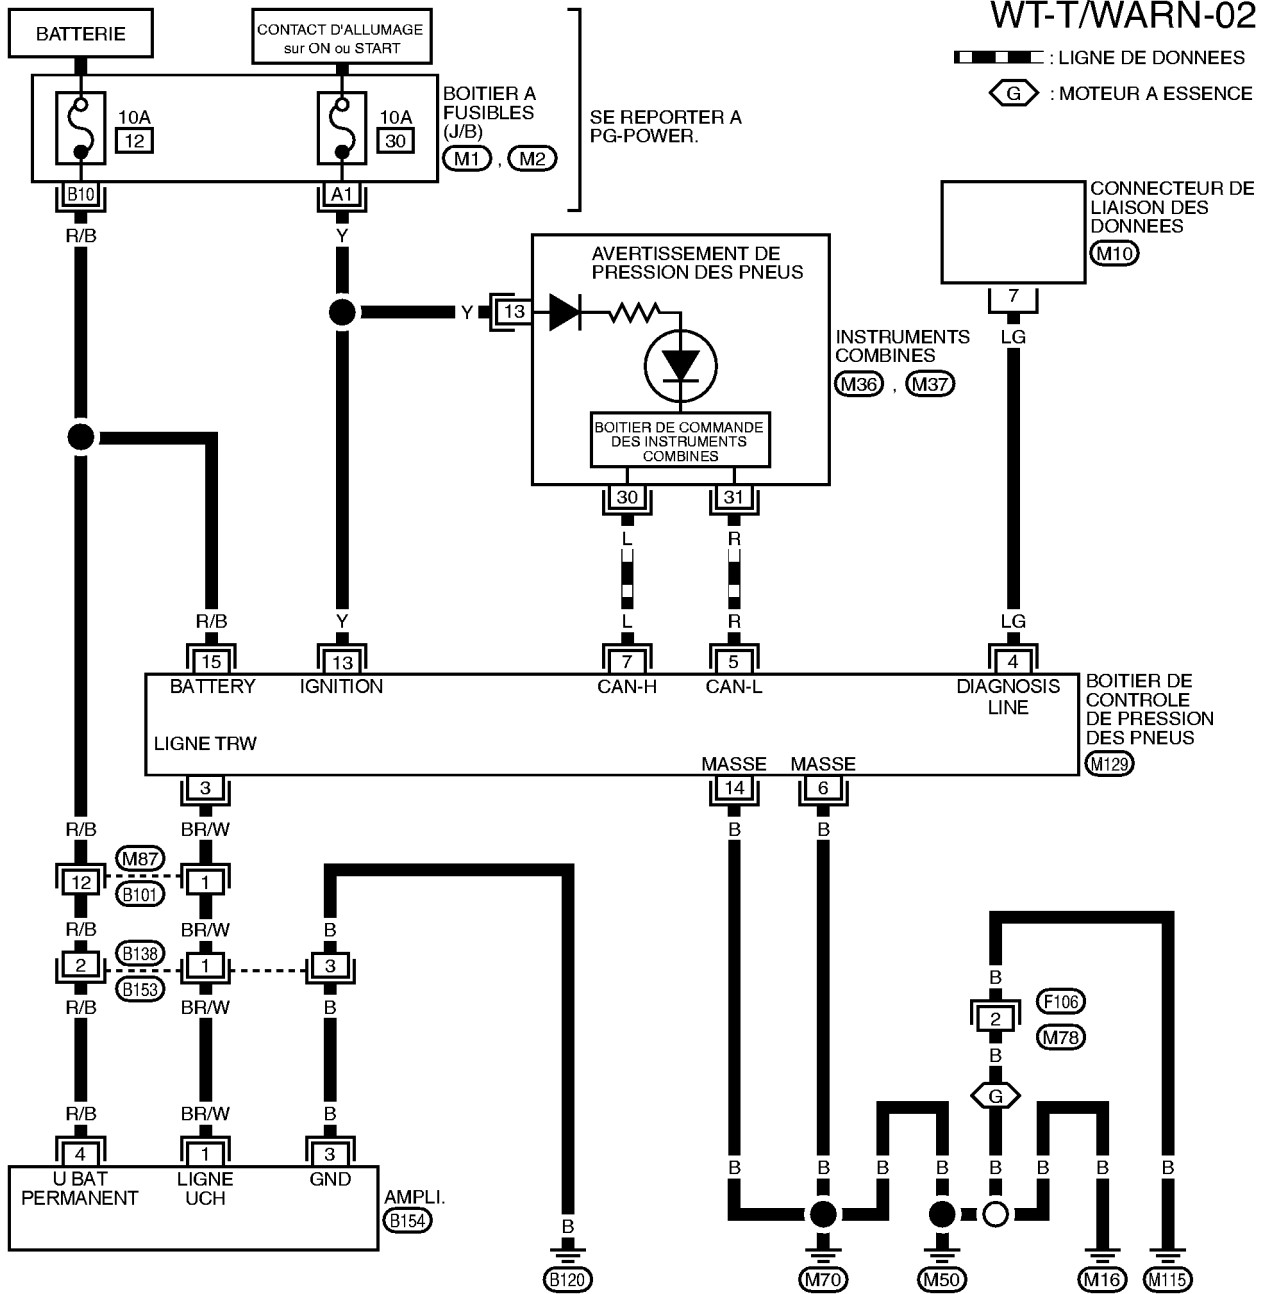 WT-T/WARN-02
: LIGNE DE DONNEES
G : MOTEUR A ESSENCE
BATTERIE
CONTACT D'ALLUMAGE
sur ON ou START
10A
12
10A
30
BOITIER A
FUSIBLES
(J/B)
M1 , M2
SE REPORTER A
PG-POWER.
B10
A1
R/B
Y
CONNECTEUR DE
LIAISON DES
DONNEES
M10
7
LG
AVERTISSEMENT DE
PRESSION DES PNEUS
Y
13
INSTRUMENTS
COMBINES
M36 , M37
BOITIER DE COMMANDE
DES INSTRUMENTS
COMBINES
30
31
L
R
R/B
Y
L
R
LG
15
13
7
5
4
BATTERY
IGNITION
CAN-H
CAN-L
DIAGNOSIS
LINE
BOITIER DE
CONTROLE
DE PRESSION
DES PNEUS
M129
LIGNE TRW
MASSE
MASSE
3
14
6
R/B
BR/W
B
B
12
M87
B101
1
R/B
BR/W
B
2
B138
B153
1
3
R/B
BR/W
B
B
2
F106
M78
B
G
R/B
BR/W
B
4
1
3
U BAT
PERMANENT
LIGNE
UCH
GND
AMPLI.
B154
B
B
B
B
B
B
B
B
B
B120
M70
M50
M16
M115